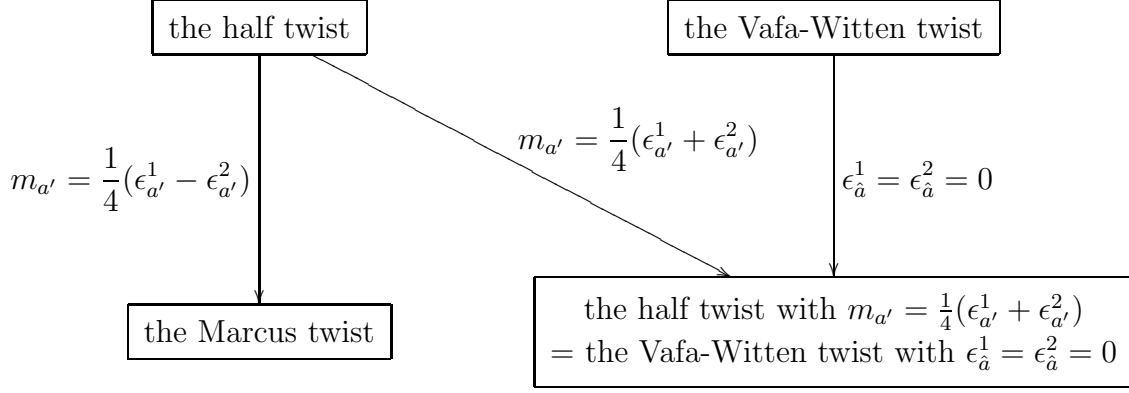 the half twist
the Vafa-Witten twist
$m_{a'} = \frac{1}{4}(\epsilon^1_{a'} + \epsilon^2_{a'})$
$m_{a'} = \frac{1}{4}(\epsilon^1_{a'} - \epsilon^2_{a'})$
$\epsilon^1_{\hat{a}} = \epsilon^2_{\hat{a}} = 0$
the Marcus twist
the half twist with $m_{a'} = \frac{1}{4}(\epsilon^1_{a'} + \epsilon^2_{a'})$
= the Vafa-Witten twist with $\epsilon^1_{\hat{a}} = \epsilon^2_{\hat{a}} = 0$